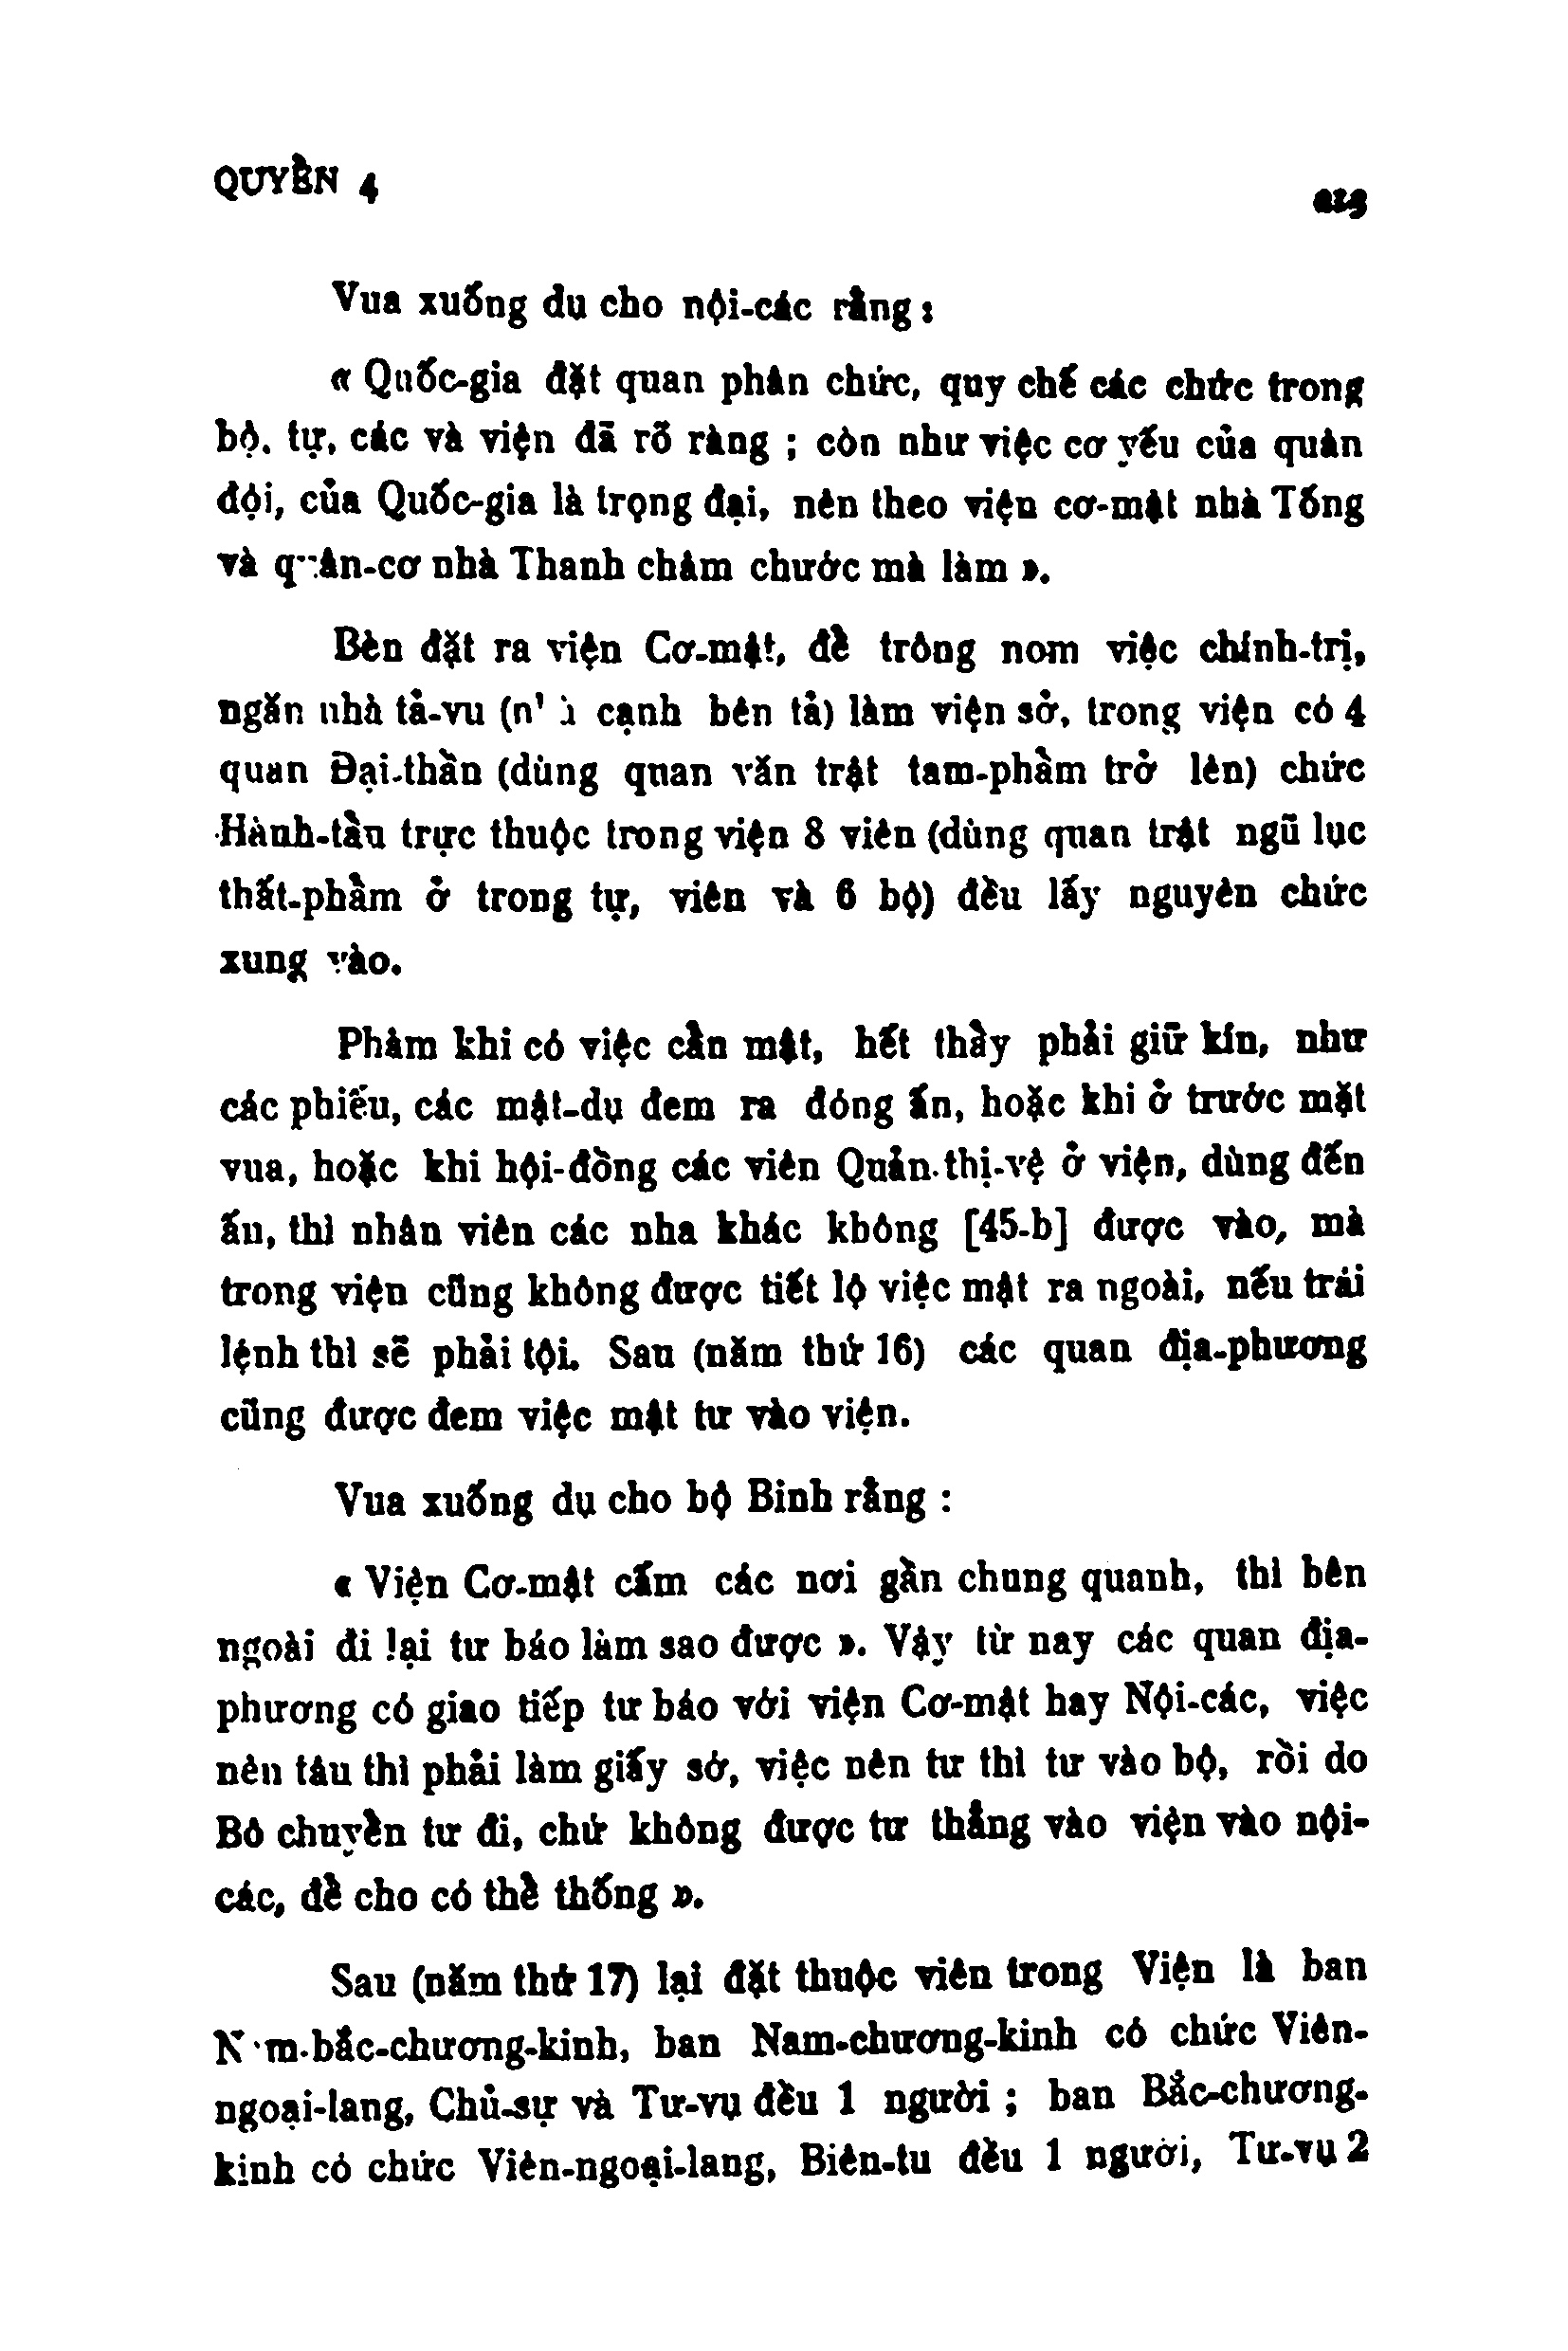 QUYỂN 4
213
Vua xuống dụ cho nội-các rằng :
« Quốc-gia đặt quan phân chức, quy chế các chức trong
bộ, tự, các và viện đã rõ ràng ; còn như việc cơ yếu của quân
đội, của Quốc-gia là trọng đại, nên theo viện cơ-mật nhà Tống
và quân-cơ nhà Thanh châm chước mà làm ».
Bèn đặt ra viện Cơ-mật, để trông nom việc chính-trị,
ngăn nhà tả-vu (nhà cạnh bên tả) làm viện sở, trong viện có 4
quan Đại-thần (dùng quan văn trật tam-phẩm trở lên) chức
Hành-tẩu trực thuộc trong viện 8 viên (dùng quan trật ngũ lục
thất-phẩm ở trong tự, viên và 6 bộ) đều lấy nguyên chức
xung vào.
Phàm khi có việc cần mật, hết thảy phải giữ kín, như
các phiếu, các mật-dụ đem ra đóng ấn, hoặc khi ở trước mặt
vua, hoặc khi hội-đồng các viên Quản-thị-vệ ở viện, dùng đến
ấn, thì nhân viên các nha khác không [45-b] được vào, mà
trong viện cũng không được tiết lộ việc mật ra ngoài, nếu trái
lệnh thì sẽ phải tội. Sau (năm thứ 16) các quan địa-phương
cũng được đem việc mật tư vào viện.
Vua xuống dụ cho bộ Binh rằng :
« Viện Cơ-mật cấm các nơi gần chung quanh, thì bên
ngoài đi lại tư báo làm sao được ». Vậy từ nay các quan địa-
phương có giao tiếp tư báo với viện Cơ-mật hay Nội-các, việc
nên tâu thì phải làm giấy sớ, việc nên tư thì tư vào bộ, rồi do
Bô chuyển tư đi, chứ không được tư thẳng vào viện vào nội-
các, để cho có thể thống ».
Sau (năm thứ 17) lại đặt thuộc viên trong Viện là ban
Nam-bắc-chương-kinh, ban Nam-chương-kinh có chức Viên-
ngoại-lang, Chủ-sự và Tư-vụ đều 1 người ; ban Bắc-chương-
kinh có chức Viên-ngoại-lang, Biên-tu đều 1 người, Tư-vụ 2